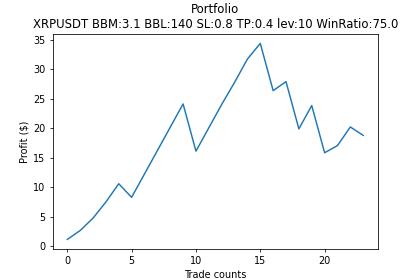 Portfolio
XRPUSDT BBM:3.1 BBL:140 SL:0.8 TP:0.4 lev:10 WinRatio:75.0
35
30
25
20
15
10
5
0
Profit ($)
0 5 10 15 20
Trade counts